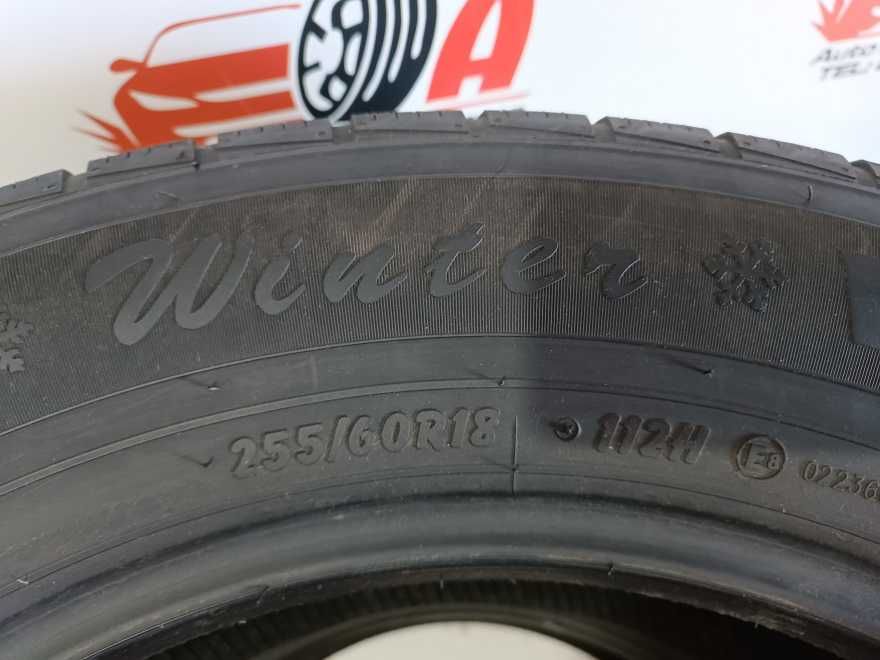 A
Auto
TEL:
Winter
255/60R18 112H E8 02236